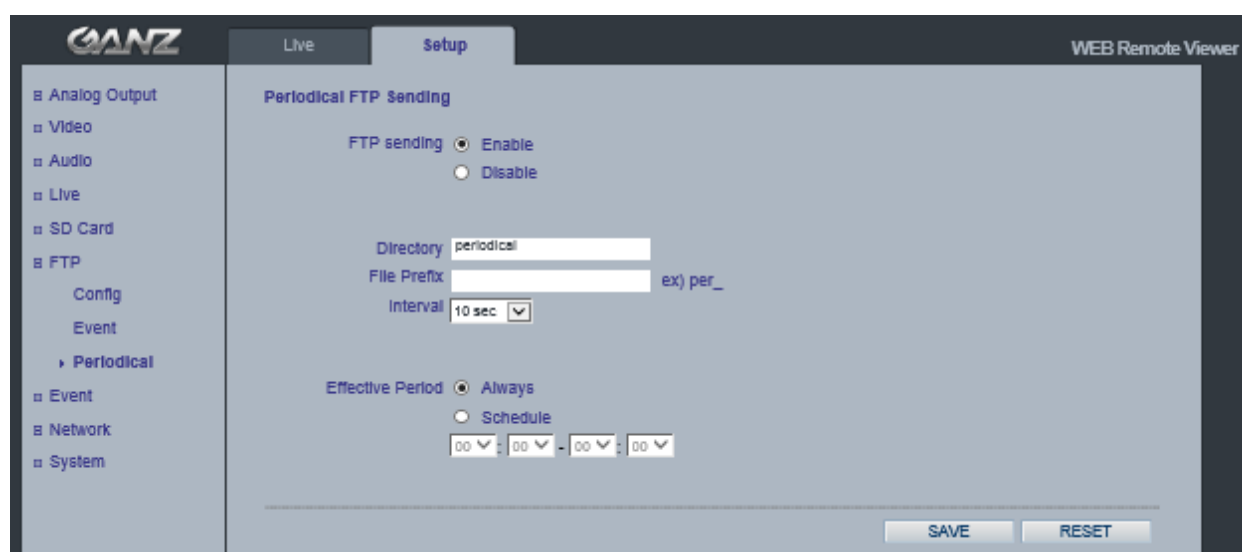 GANZ
Live
Setup
WEB Remote Viewer
Analog Output
Video
Audio
Live
SD Card
FTP
Config
Event
Periodical
Event
Network
System
Periodical FTP Sending
FTP sending Enable
Disable
Directory periodical
File Prefix ex) per_
Interval 10 sec
Effective Period Always
Schedule
00 : 00 - 00 : 00
SAVE RESET